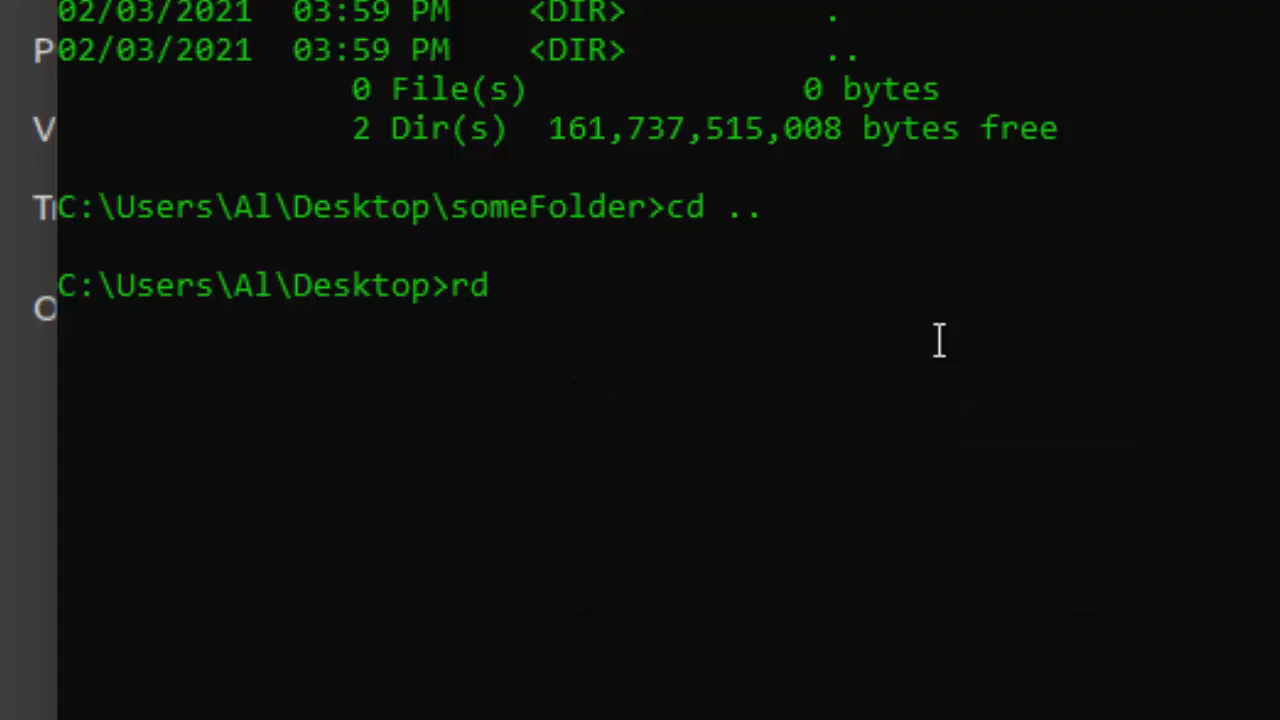 02/03/2021  03:59 PM    <DIR>          .
P
02/03/2021  03:59 PM    <DIR>          ..
0 File(s)              0 bytes
V
2 Dir(s)  161,737,515,008 bytes free
C:\Users\Al\Desktop\someFolder>cd ..
C:\Users\Al\Desktop>rd